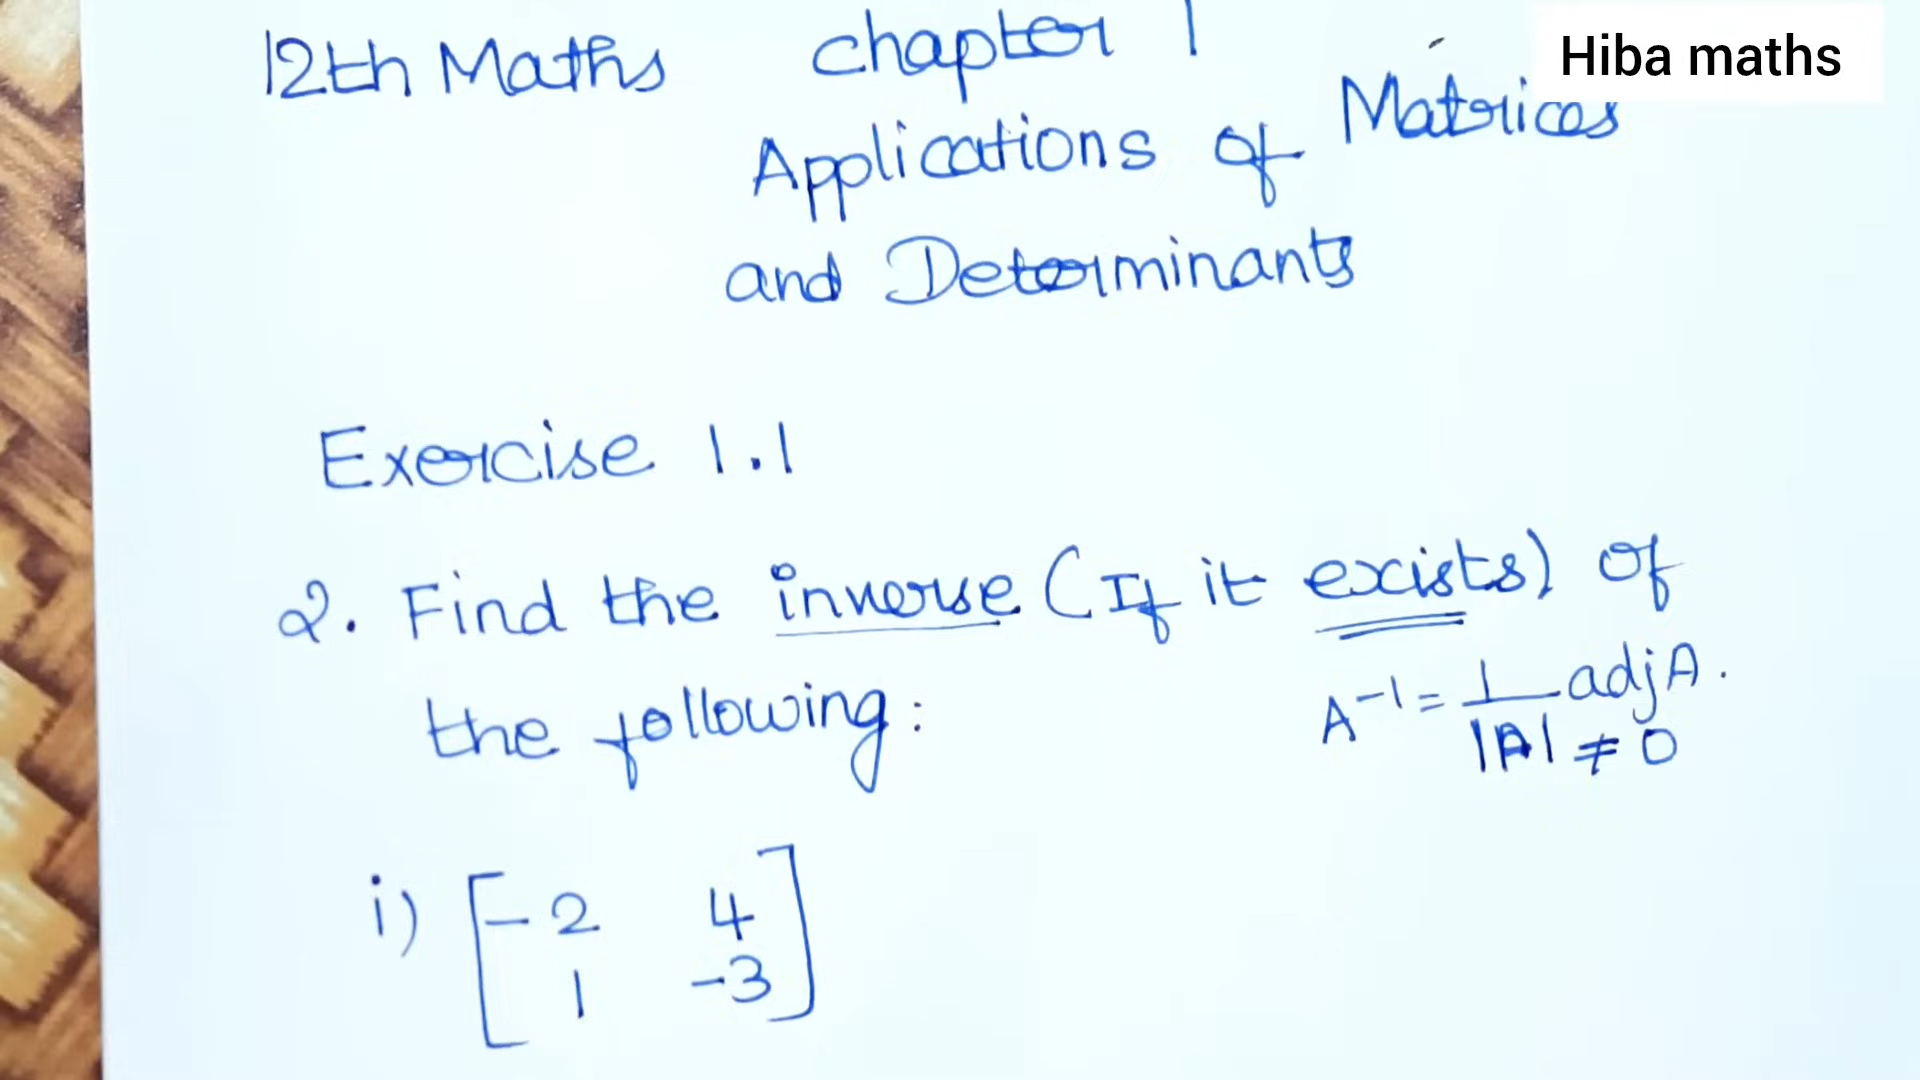 12th Maths chapter 1
Hiba maths
Applications of Matrices
and Determinants
Exercise 1.1
2. Find the inverse (If it exists) of
the following:
A⁻¹ = 1/|A| adjA.
|A| ≠ 0
i) [-2 4
1 -3]